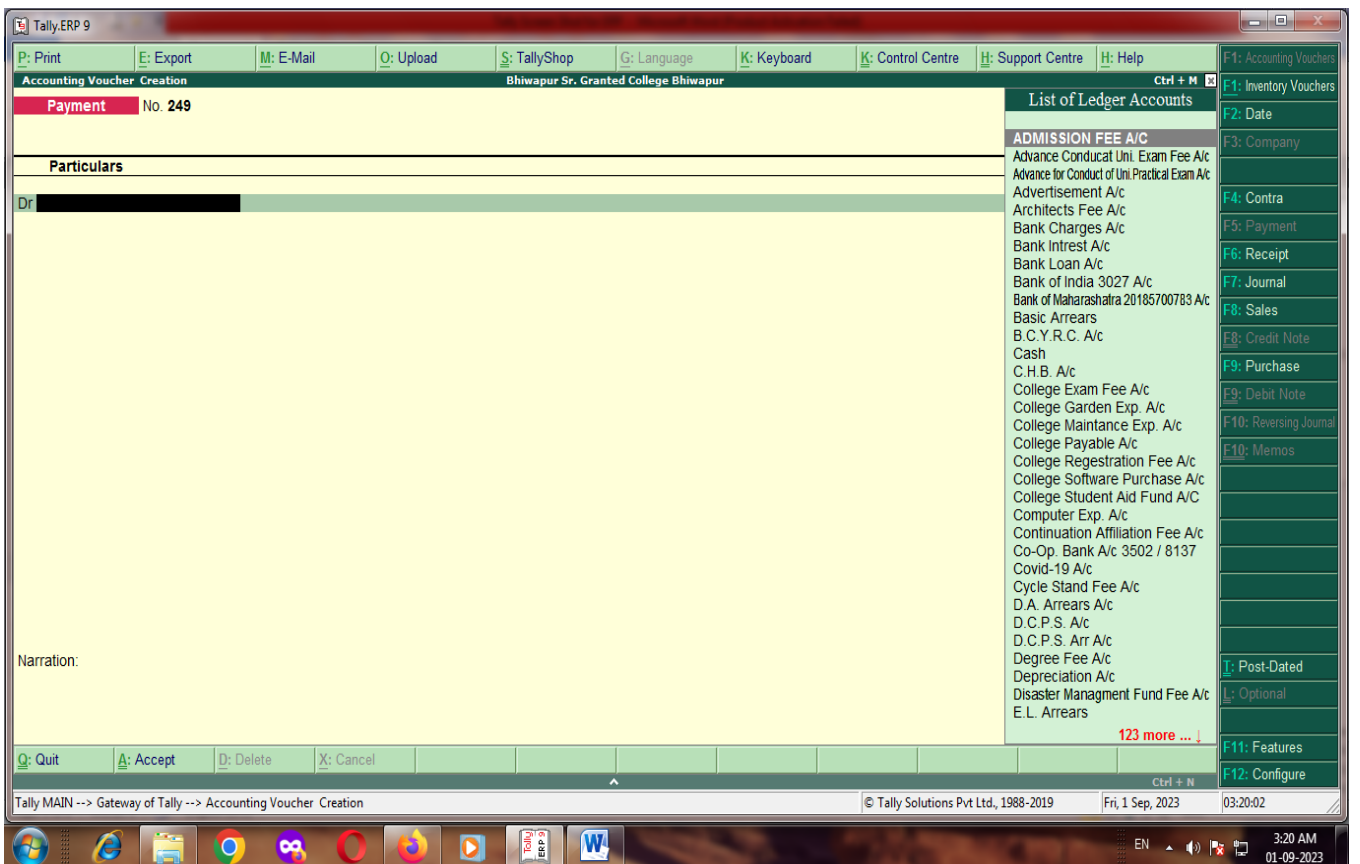 Tally.ERP 9
P: Print E: Export M: E-Mail O: Upload S: TallyShop G: Language K: Keyboard K: Control Centre H: Support Centre H: Help
Accounting Voucher Creation Bhiwapur Sr. Granted College Bhiwapur Ctrl + M
Payment No. 249
Particulars
Dr
Narration:
List of Ledger Accounts
ADMISSION FEE A/C
Advance Conducat Uni. Exam Fee A/c
Advance for Conduct of Uni.Practical Exam A/c
Advertisement A/c
Architects Fee A/c
Bank Charges A/c
Bank Intrest A/c
Bank Loan A/c
Bank of India 3027 A/c
Bank of Maharashatra 20185700783 A/c
Basic Arrears
B.C.Y.R.C. A/c
Cash
C.H.B. A/c
College Exam Fee A/c
College Garden Exp. A/c
College Maintance Exp. A/c
College Payable A/c
College Regestration Fee A/c
College Software Purchase A/c
College Student Aid Fund A/C
Computer Exp. A/c
Continuation Affiliation Fee A/c
Co-Op. Bank A/c 3502 / 8137
Covid-19 A/c
Cycle Stand Fee A/c
D.A. Arrears A/c
D.C.P.S. A/c
D.C.P.S. Arr A/c
Degree Fee A/c
Depreciation A/c
Disaster Managment Fund Fee A/c
E.L. Arrears
123 more ... ↓
F1: Accounting Vouchers
F1: Inventory Vouchers
F2: Date
F3: Company
F4: Contra
F5: Payment
F6: Receipt
F7: Journal
F8: Sales
F8: Credit Note
F9: Purchase
F9: Debit Note
F10: Reversing Journal
F10: Memos
T: Post-Dated
L: Optional
F11: Features
F12: Configure
Q: Quit A: Accept D: Delete X: Cancel
Ctrl + N
Tally MAIN --> Gateway of Tally --> Accounting Voucher Creation © Tally Solutions Pvt Ltd., 1988-2019 Fri, 1 Sep, 2023 03:20:02
Tally ERP 9
EN 3:20 AM
01-09-2023